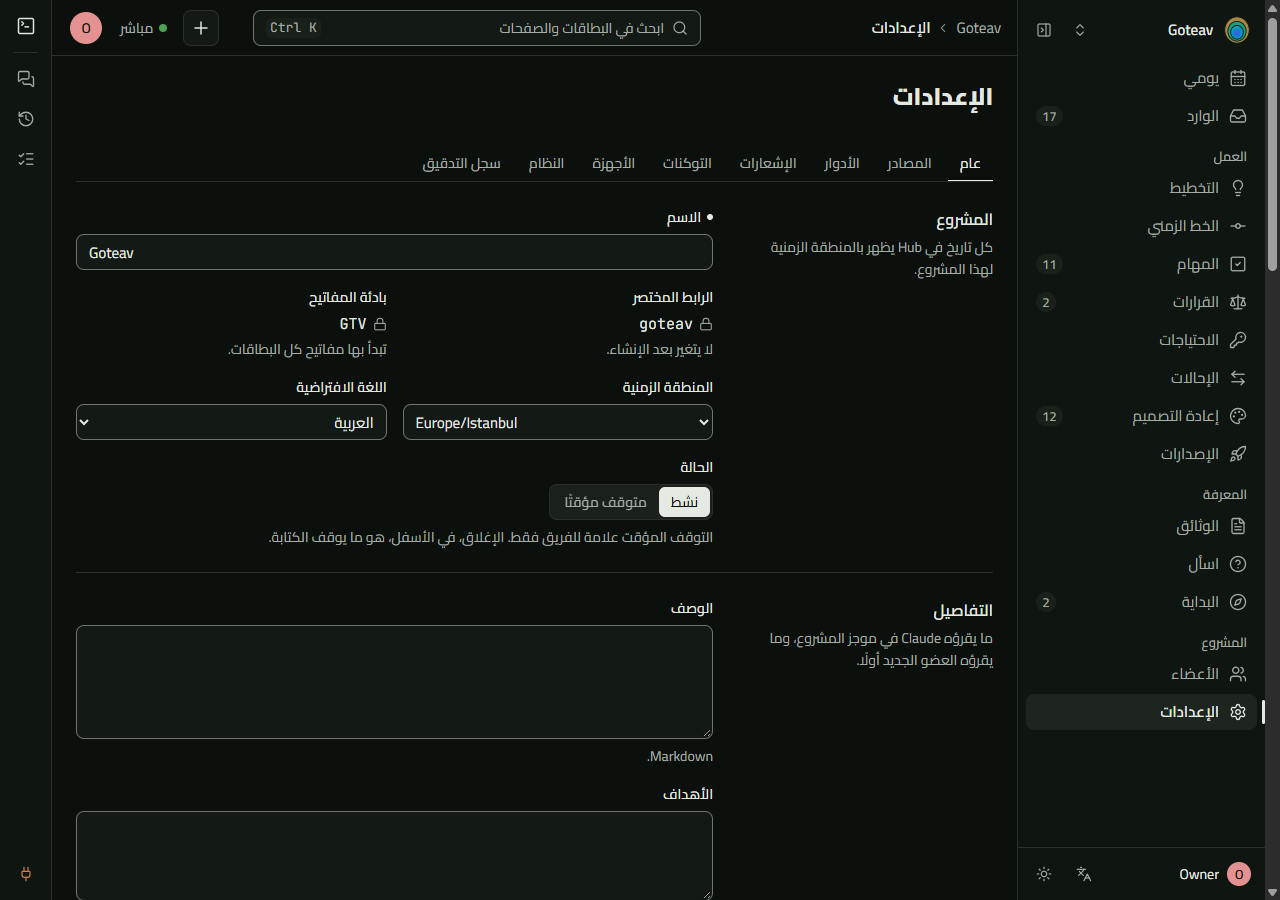 Goteav
يومي
الوارد
17
العمل
التخطيط
الخط الزمني
المهام
11
القرارات
2
الاحتياجات
الإحالات
إعادة التصميم
12
الإصدارات
المعرفة
الوثائق
اسأل
البداية
2
المشروع
الأعضاء
الإعدادات
O
Owner
Goteav
الإعدادات
ابحث في البطاقات والصفحات
Ctrl K
مباشر
O
الإعدادات
عام
المصادر
الأدوار
الإشعارات
التوكنات
الأجهزة
النظام
سجل التدقيق
المشروع
كل تاريخ في Hub يظهر بالمنطقة الزمنية
لهذا المشروع.
الاسم
Goteav
الرابط المختصر
goteav
لا يتغير بعد الإنشاء.
بادئة المفاتيح
GTV
تبدأ بها مفاتيح كل البطاقات.
المنطقة الزمنية
Europe/Istanbul
اللغة الافتراضية
العربية
الحالة
نشط
متوقف مؤقتًا
التوقف المؤقت علامة للفريق فقط. الإغلاق، في الأسفل، هو ما يوقف الكتابة.
التفاصيل
ما يقرؤه Claude في موجز المشروع، وما
يقرؤه العضو الجديد أولًا.
الوصف
Markdown.
الأهداف